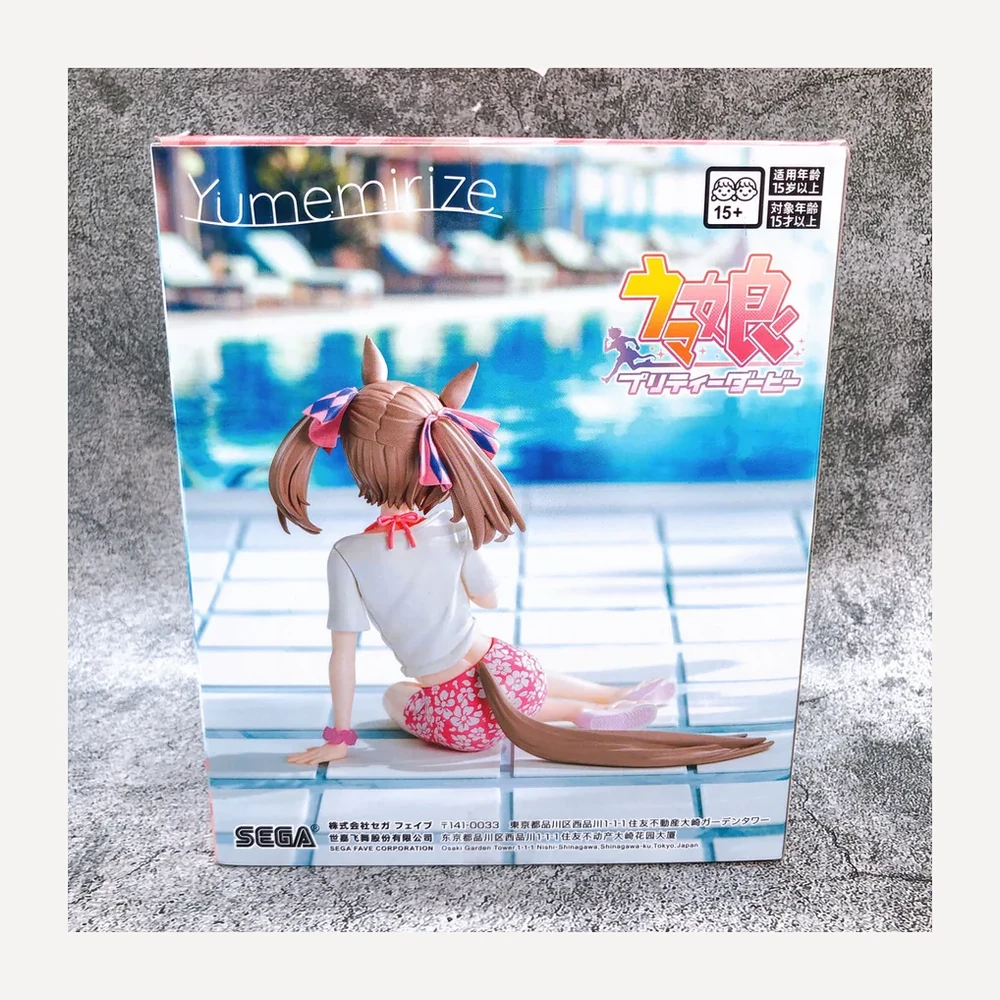 Yumemirize
適用年齢
15岁以上
15+
対象年齢
15才以上
ウマ娘
プリティーダービー
SEGA®
株式会社セガ フェイブ 〒141-0033 東京都品川区西品川1-1-1住友不動産大崎ガーデンタワー
世嘉飞舞股份有限公司 东京都品川区西品川1-1-1住友不动产大崎花园大厦
SEGA FAVE CORPORATION Osaki Garden Tower,1-1-1 Nishi-Shinagawa,Shinagawa-ku,Tokyo,Japan